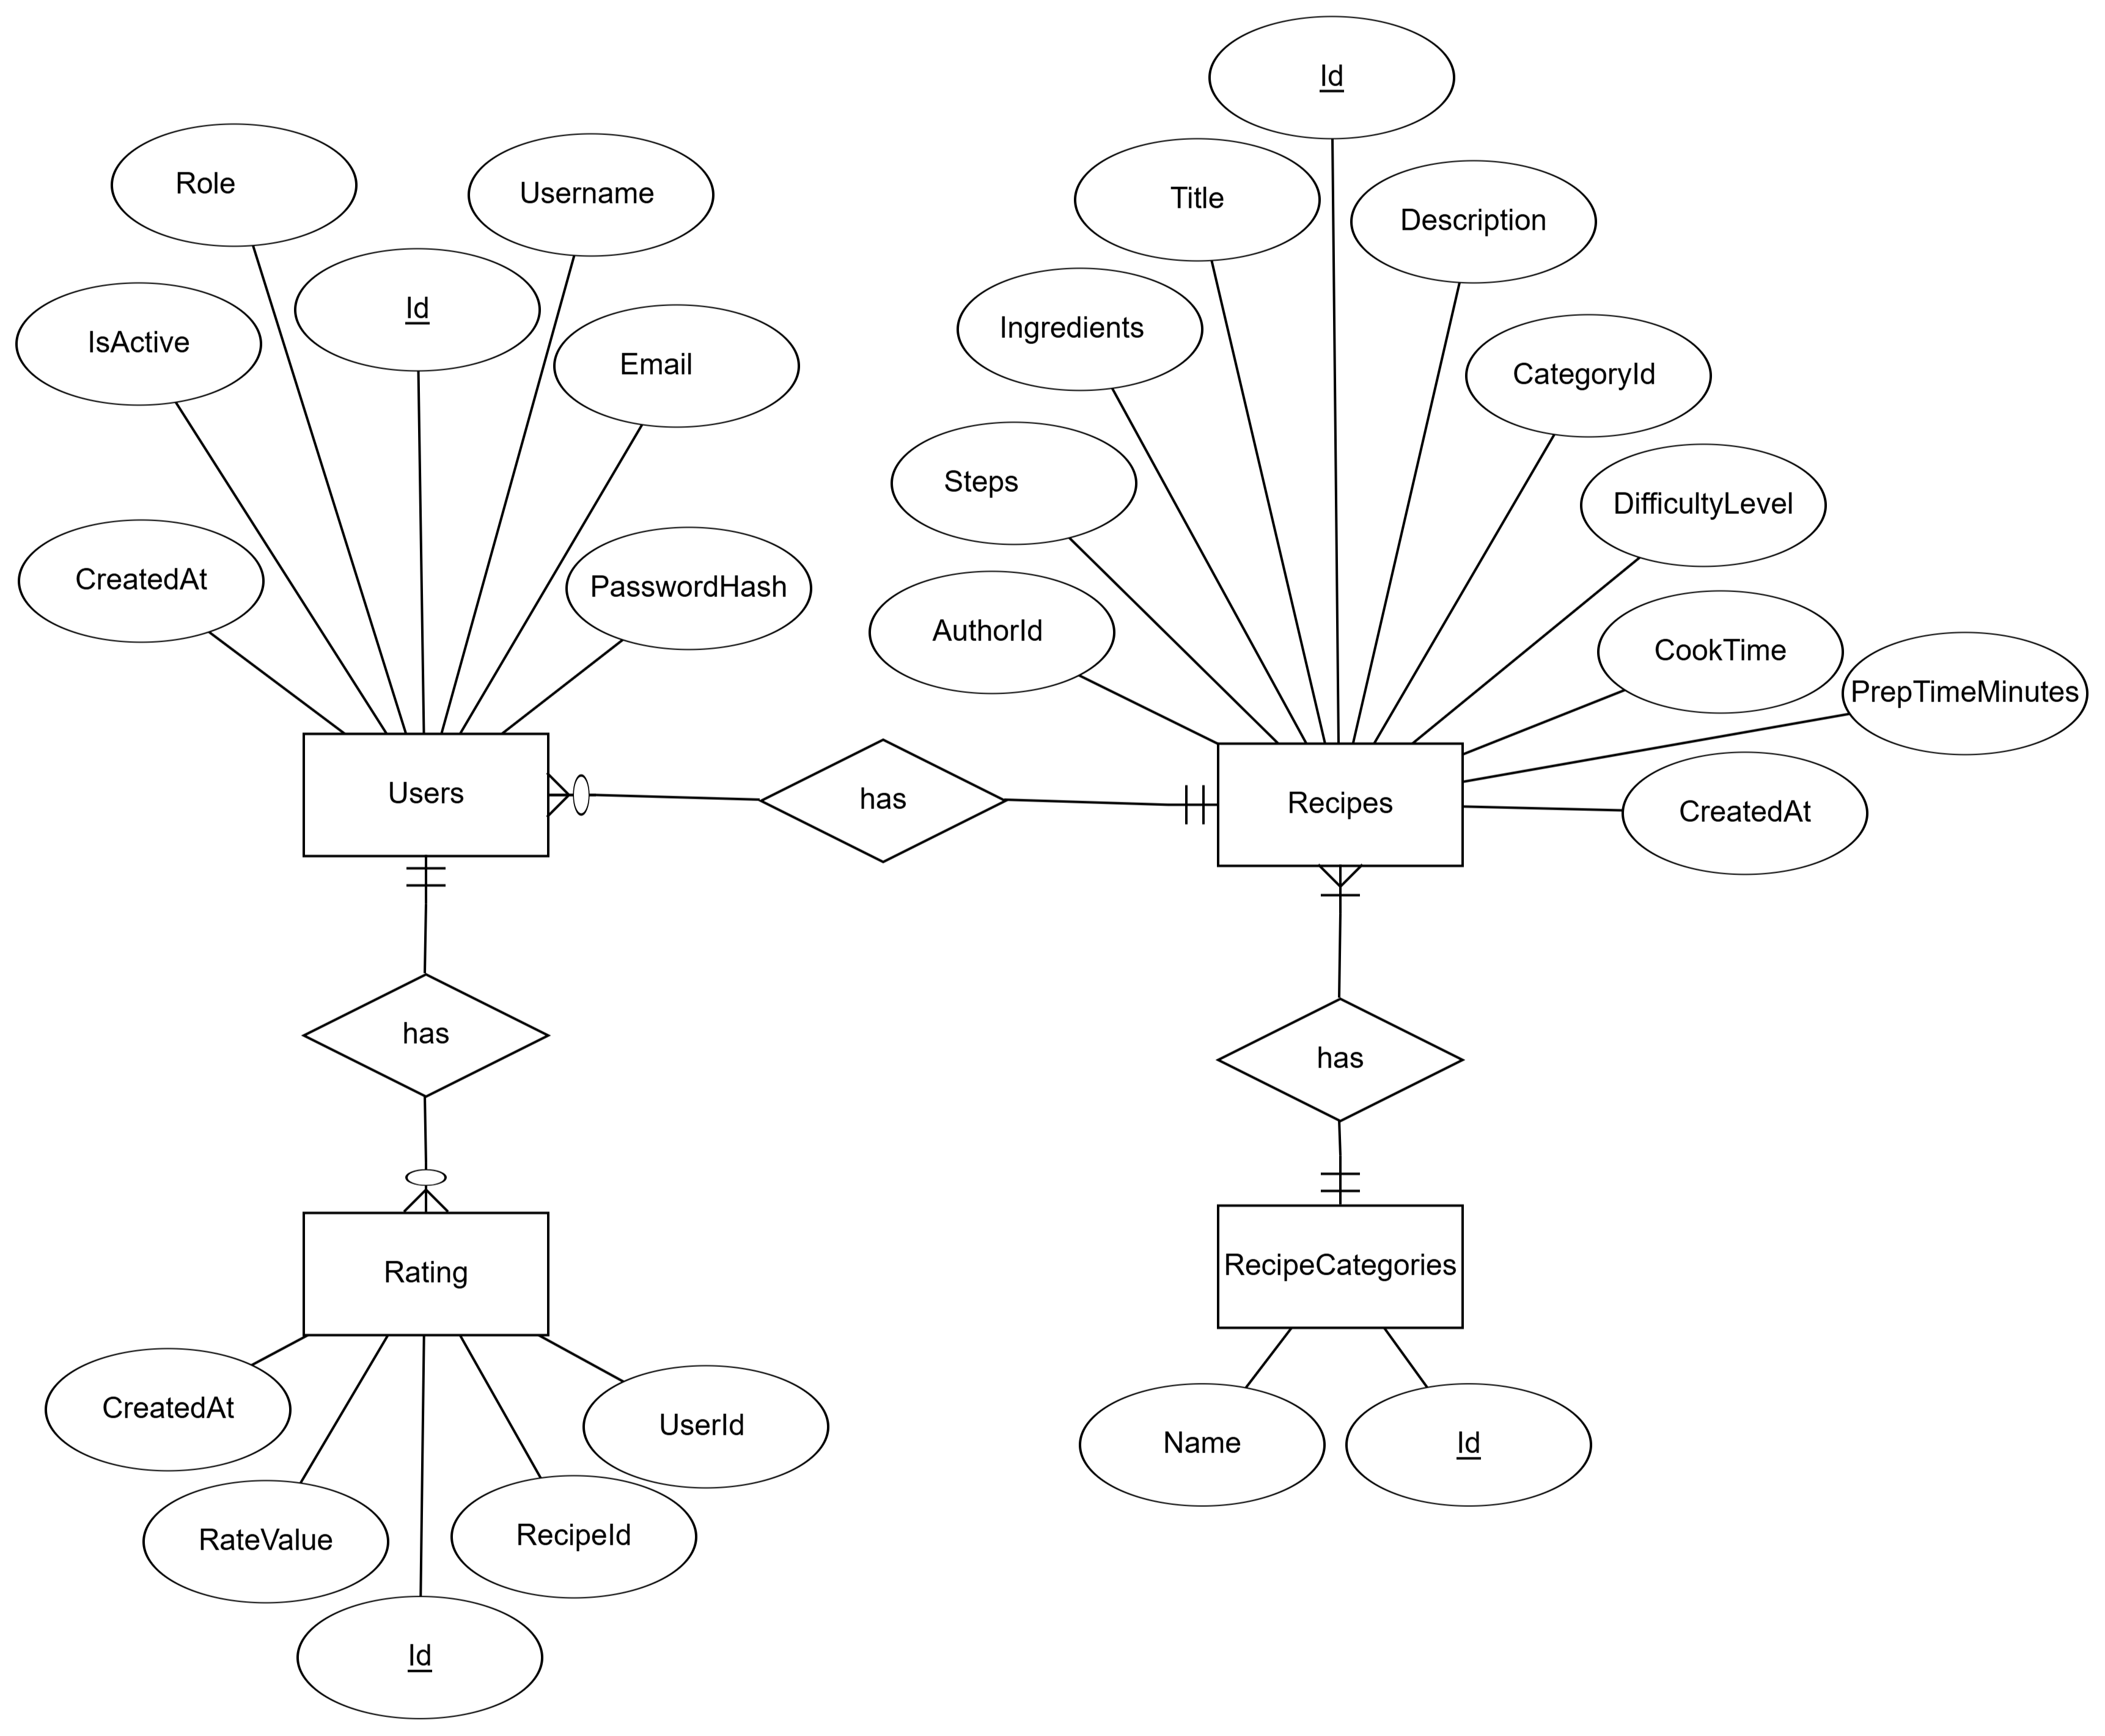 Id
Role
Username
Title
Description
Id
Ingredients
IsActive
Email
CategoryId
Steps
DifficultyLevel
CreatedAt
PasswordHash
AuthorId
CookTime
PrepTimeMinutes
Users
has
Recipes
CreatedAt
has
has
Rating
RecipeCategories
CreatedAt
UserId
Name
Id
RateValue
RecipeId
Id